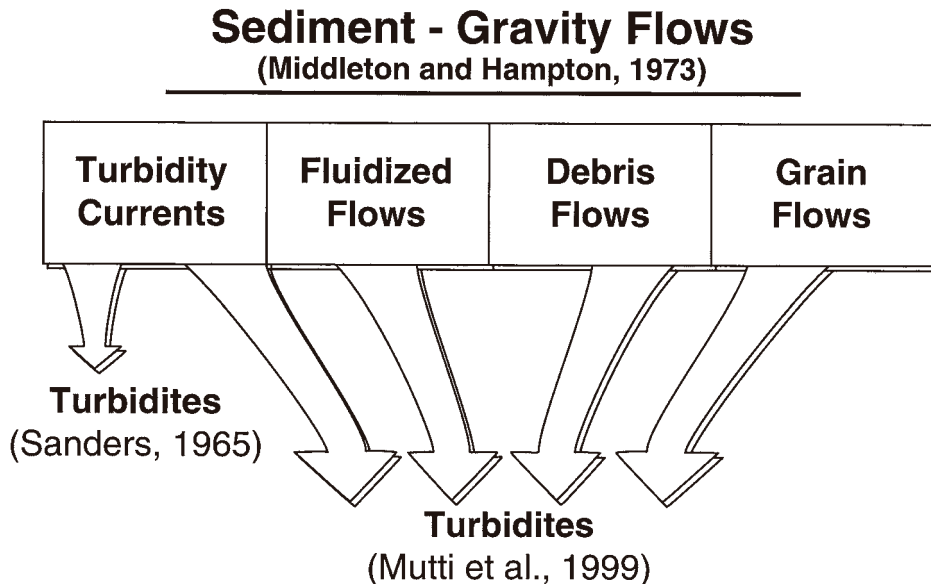 Sediment - Gravity Flows
(Middleton and Hampton, 1973)
Turbidity
Currents
Fluidized
Flows
Debris
Flows
Grain
Flows
Turbidites
(Sanders, 1965)
Turbidites
(Mutti et al., 1999)